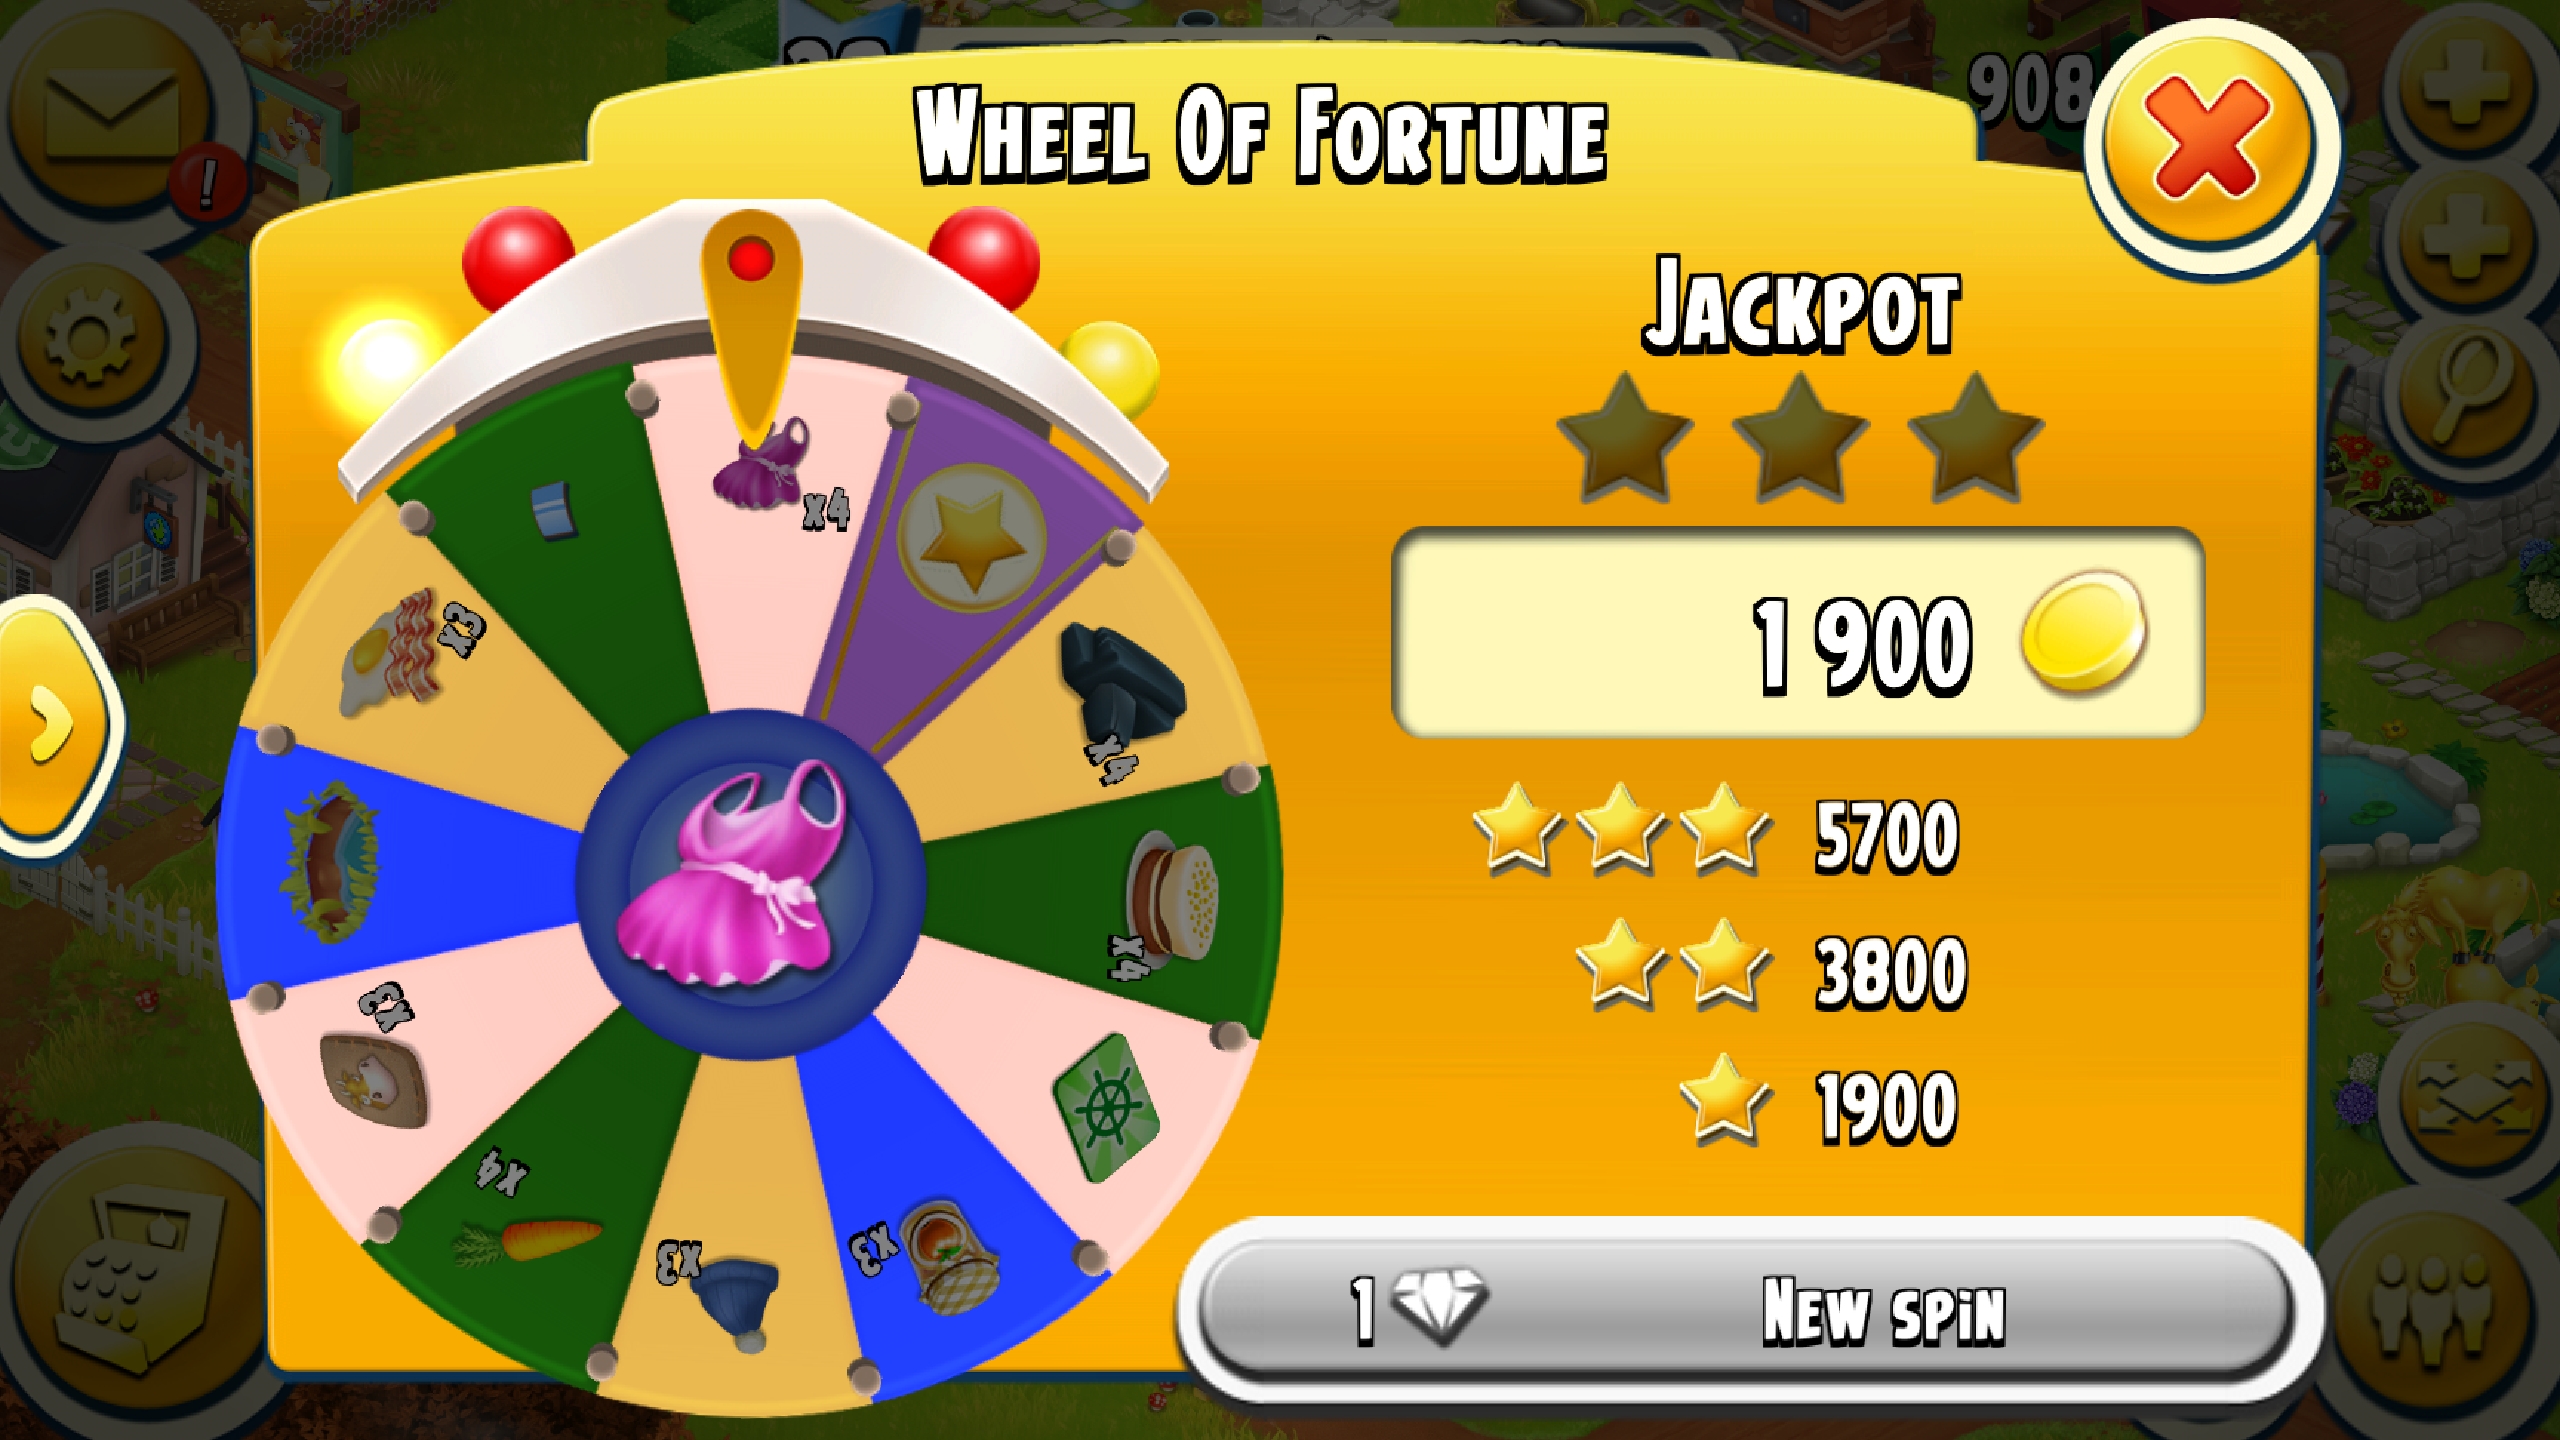 908
Wheel Of Fortune
!
Jackpot
x4
1 900
x3
x4
5700
x4
3800
x3
x4
1900
x3
x3
1
New spin